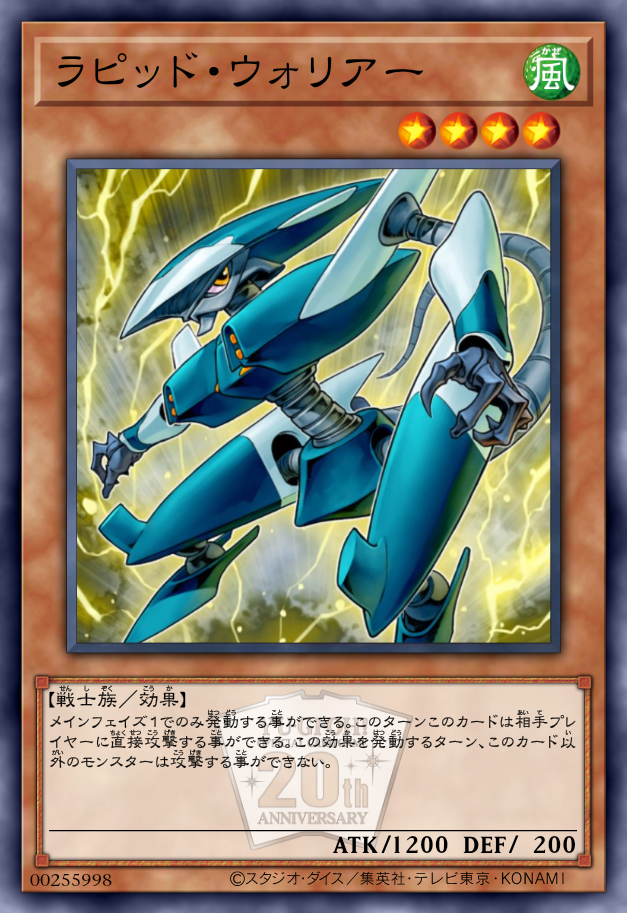 ラピッド・ウォリアー
風
【戦士族／効果】
メインフェイズ1でのみ発動する事ができる。このターンこのカードは相手プレ
イヤーに直接攻撃する事ができる。この効果を発動するターン、このカード以
外のモンスターは攻撃する事ができない。
20th
ANNIVERSARY
ATK/1200 DEF/ 200
00255998
©スタジオ・ダイス／集英社・テレビ東京・KONAMI